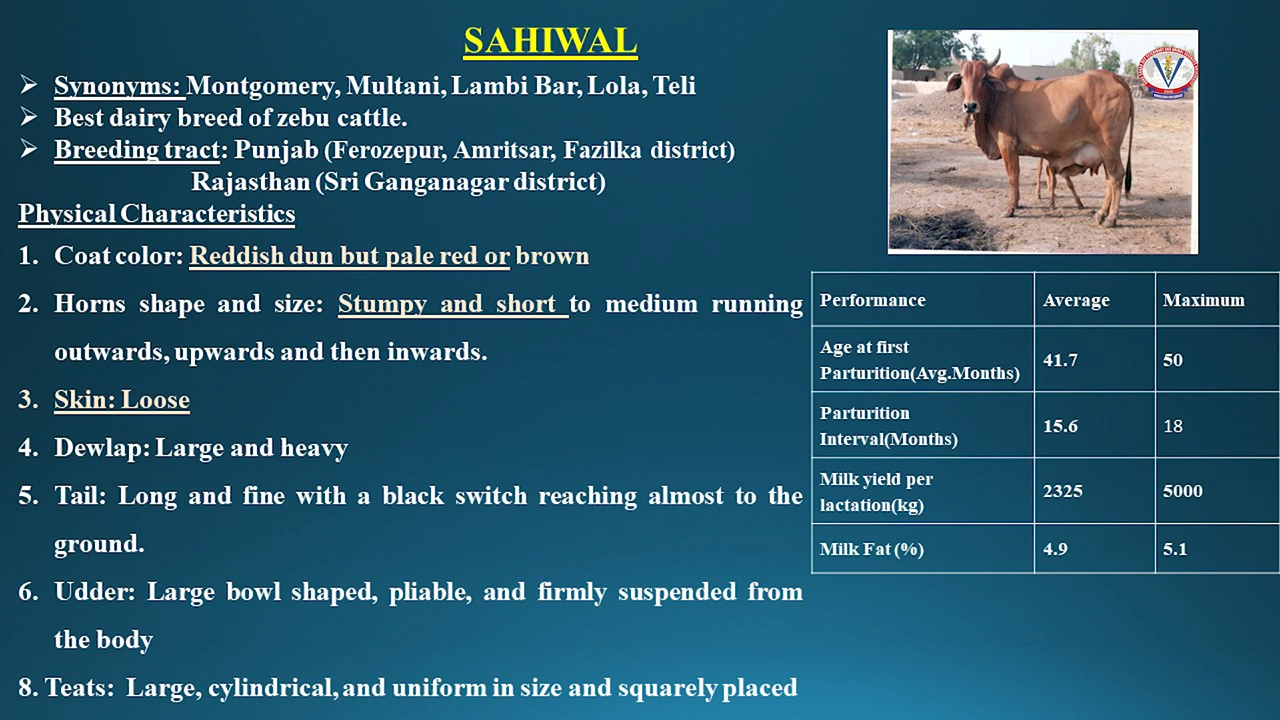 SAHIWAL
➢ Synonyms: Montgomery, Multani, Lambi Bar, Lola, Teli
➢ Best dairy breed of zebu cattle.
➢ Breeding tract: Punjab (Ferozepur, Amritsar, Fazilka district)
Rajasthan (Sri Ganganagar district)
Physical Characteristics
1. Coat color: Reddish dun but pale red or brown
2. Horns shape and size: Stumpy and short to medium running
outwards, upwards and then inwards.
3. Skin: Loose
4. Dewlap: Large and heavy
5. Tail: Long and fine with a black switch reaching almost to the
ground.
6. Udder: Large bowl shaped, pliable, and firmly suspended from
the body
8. Teats: Large, cylindrical, and uniform in size and squarely placed
Performance Average Maximum
Age at first
Parturition(Avg.Months) 41.7 50
Parturition
Interval(Months) 15.6 18
Milk yield per
lactation(kg) 2325 5000
Milk Fat (%) 4.9 5.1